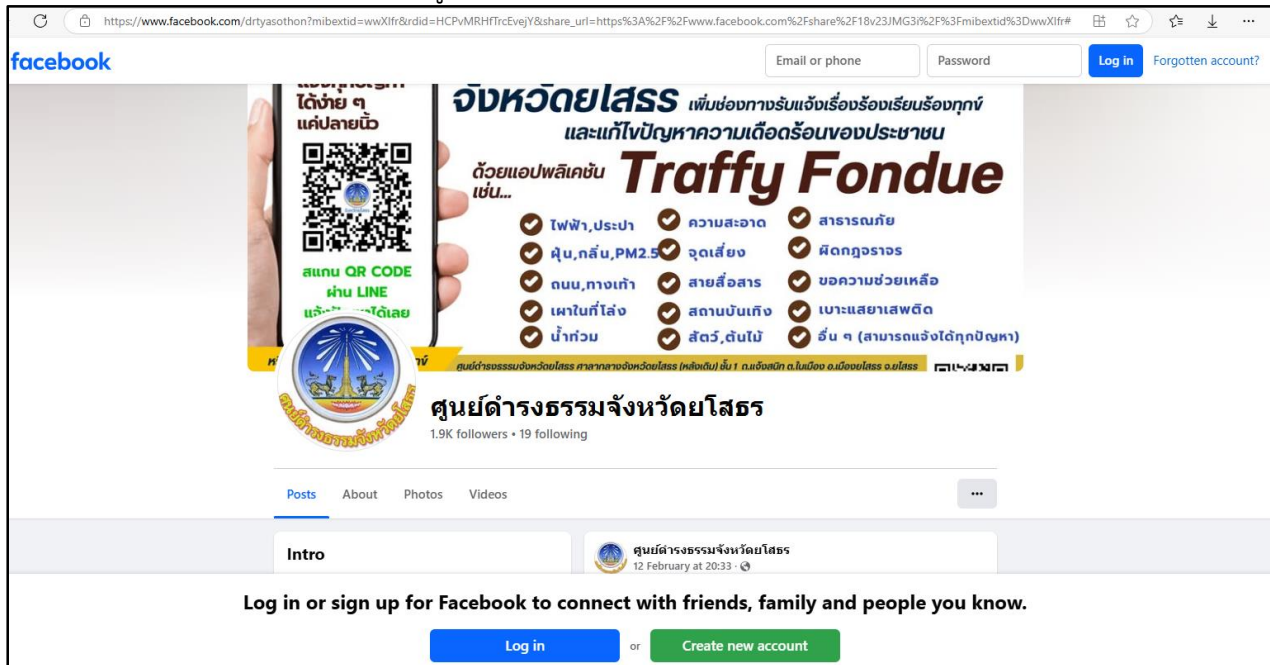 https://www.facebook.com/drtyasothon?mibextid=wwXIfr&rdid=HCPvMRHfTrcEvejY&share_url=https%3A%2F%2Fwww.facebook.com%2Fshare%2F18v23JMG3i%2F%3Fmibextid%3DwwXIfr#
facebook
Email or phone
Password
Log in
Forgotten account?
ได้ง่าย ๆ
แค่ปลายนิ้ว
สแกน QR CODE
ผ่าน LINE
จังหวัดยโสธร เพิ่มช่องทางรับแจ้งเรื่องร้องเรียนร้องทุกข์
และแก้ไขปัญหาความเดือดร้อนของประชาชน
ด้วยแอปพลิเคชัน Traffy Fondue
เช่น...
ไฟฟ้า,ประปา ความสะอาด สาธารณภัย
ฝุ่น,กลิ่น,PM2.5 จุดเสี่ยง ผิดกฎจราจร
ถนน,ทางเท้า สายสื่อสาร ขอความช่วยเหลือ
เผาในที่โล่ง สถานบันเทิง เบาะแสยาเสพติด
น้ำท่วม สัตว์,ต้นไม้ อื่น ๆ (สามารถแจ้งได้ทุกปัญหา)
ศูนย์ดำรงธรรมจังหวัดยโสธร ศาลากลางจังหวัดยโสธร (หลังเดิม) ชั้น 1 ถ.แจ้งสนิท ต.ในเมือง อ.เมืองยโสธร จ.ยโสธร
ศูนย์ดำรงธรรมจังหวัดยโสธร
ศูนย์ดำรงธรรมจังหวัดยโสธร
1.9K followers • 19 following
Posts About Photos Videos
Intro
ศูนย์ดำรงธรรมจังหวัดยโสธร
12 February at 20:33 ·
Log in or sign up for Facebook to connect with friends, family and people you know.
Log in or Create new account